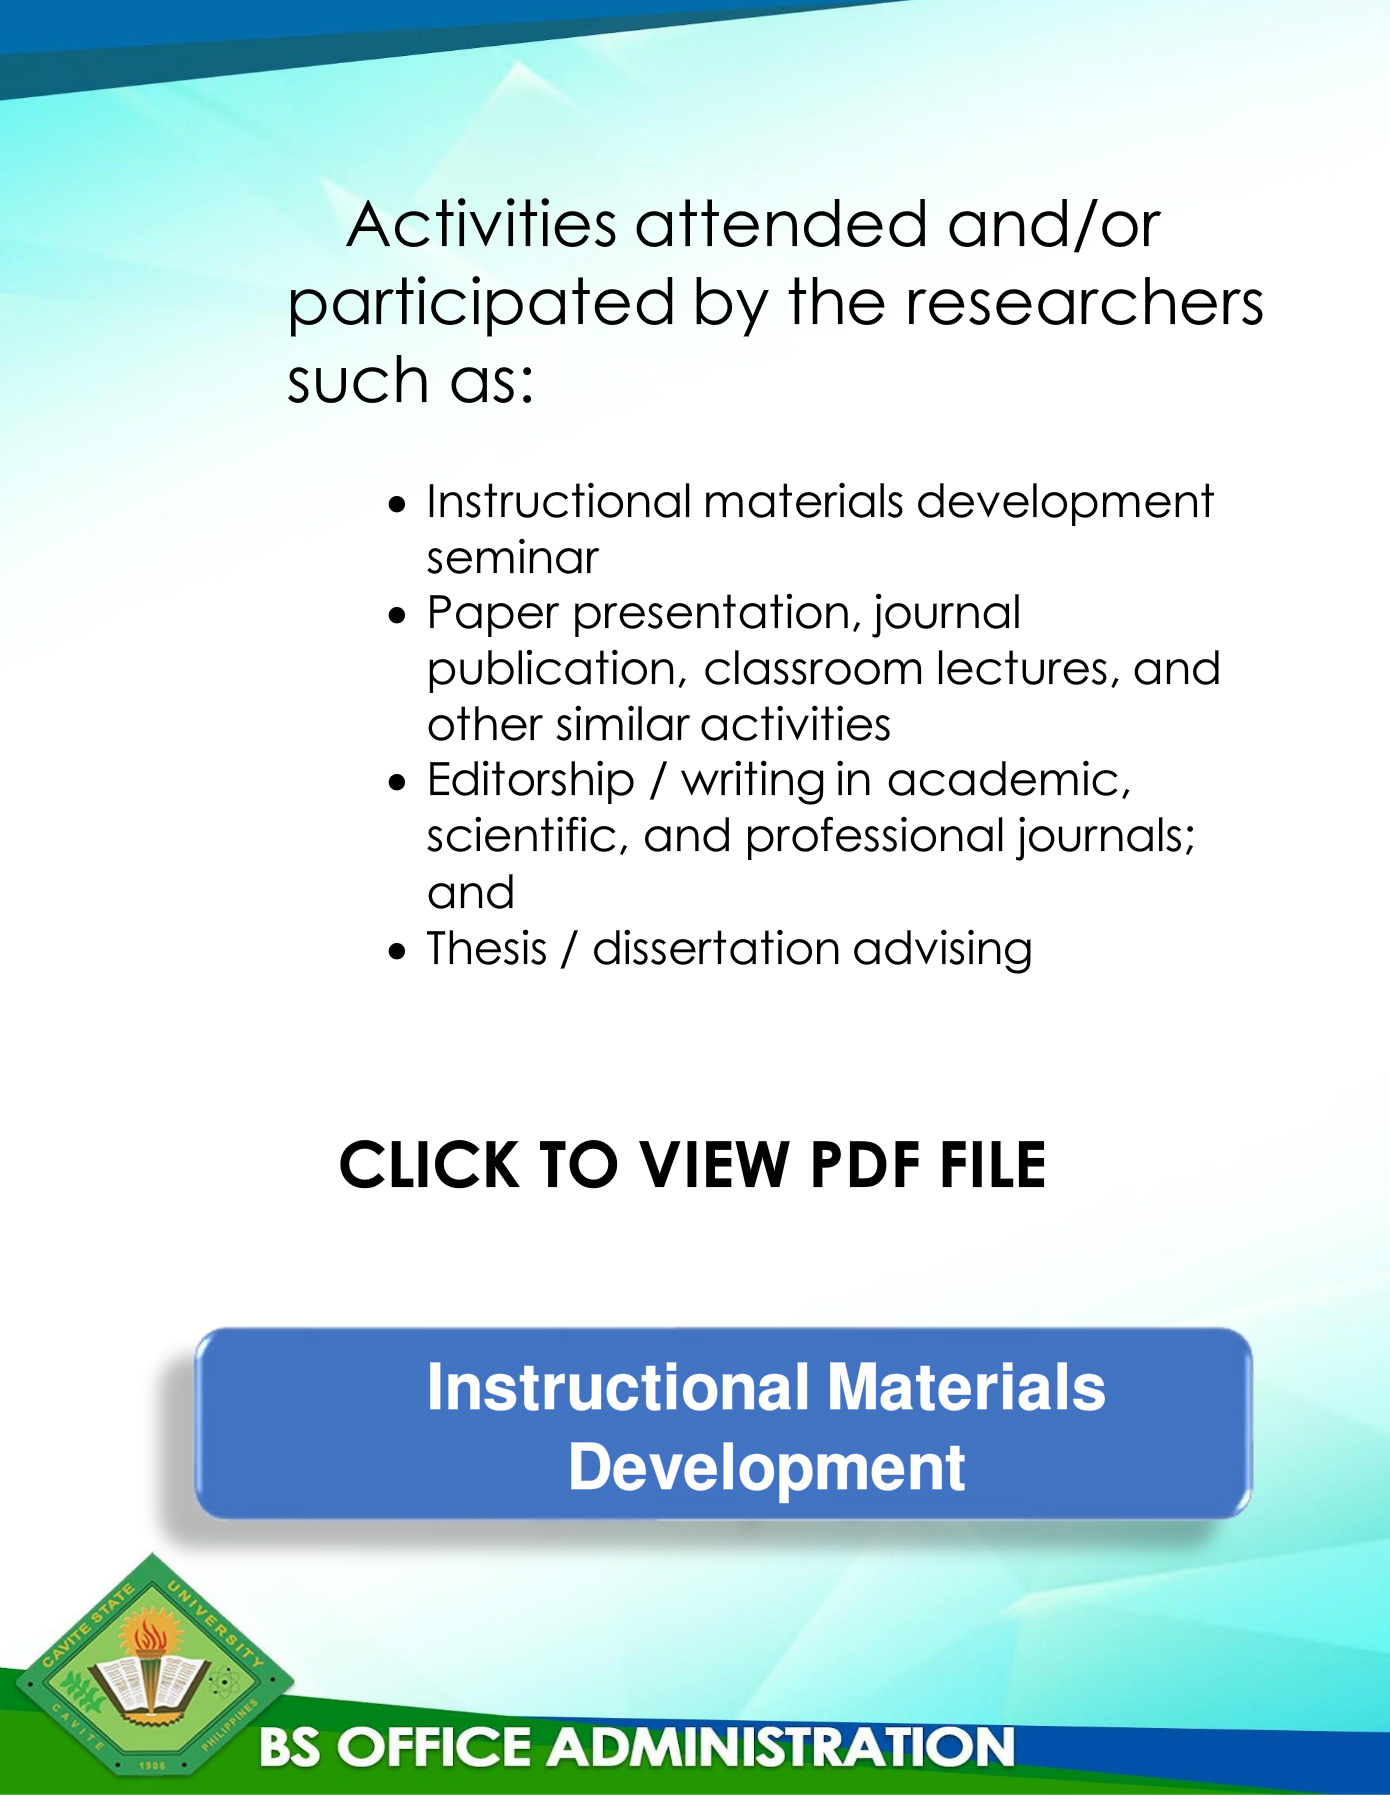 Activities attended and/or
participated by the researchers
such as:
• Instructional materials development
seminar
• Paper presentation, journal
publication, classroom lectures, and
other similar activities
• Editorship / writing in academic,
scientific, and professional journals;
and
• Thesis / dissertation advising
CLICK TO VIEW PDF FILE
Instructional Materials
Development
CAVITE STATE UNIVERSITY
CAVITE
1906
PHILIPPINES
BS OFFICE ADMINISTRATION